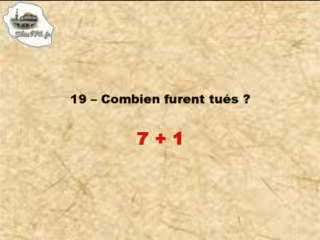 19 – Combien furent tués ?
7 + 1